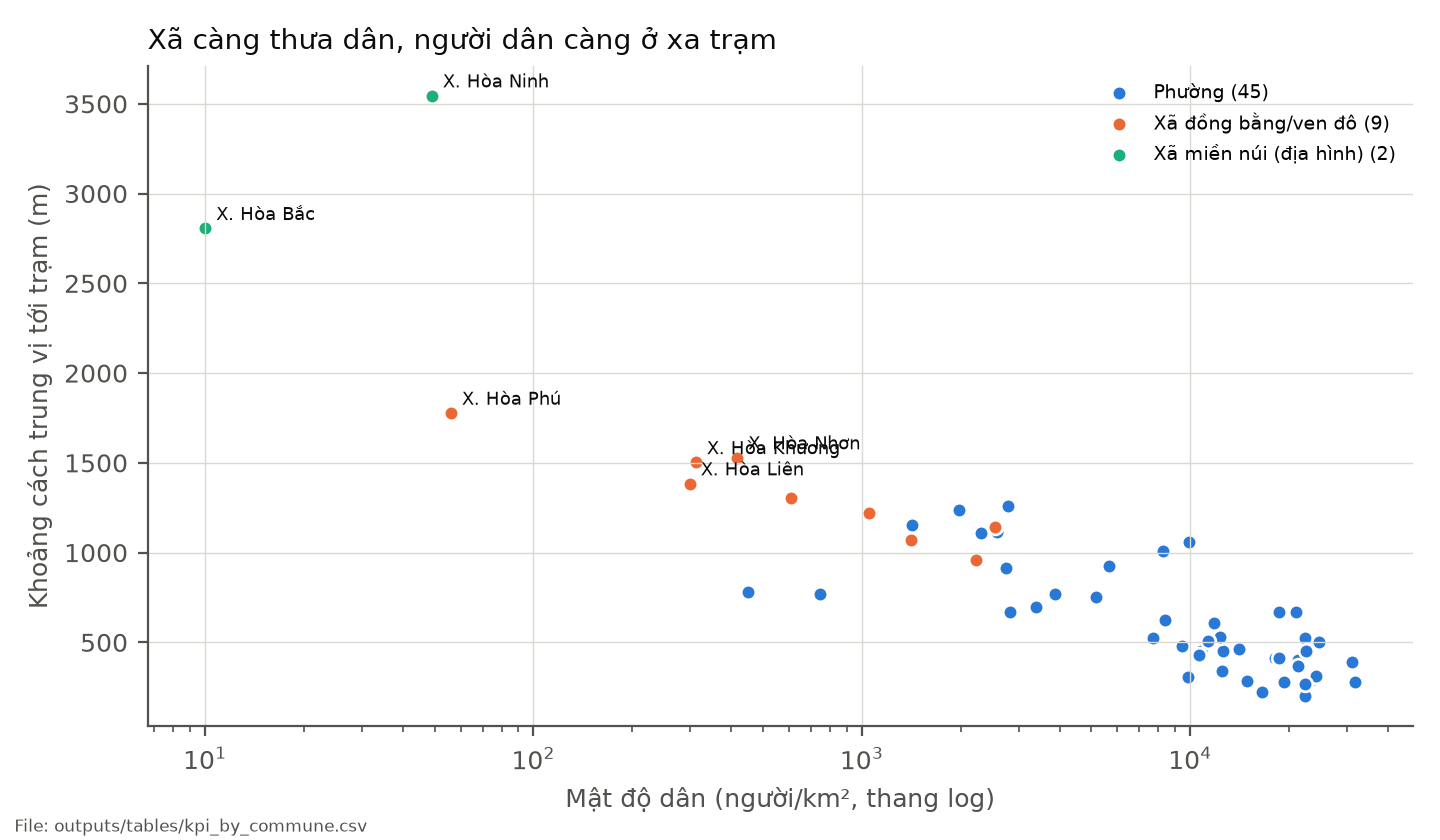 Xã càng thưa dân, người dân càng ở xa trạm
X. Hòa Ninh
Phường (45)
Xã đồng bằng/ven đô (9)
Xã miền núi (địa hình) (2)
X. Hòa Bắc
X. Hòa Phú
X. Hòa Nhơn
X. Hòa Khương
X. Hòa Liên
Khoảng cách trung vị tới trạm (m)
3500
3000
2500
2000
1500
1000
500
10¹
10²
10³
10⁴
Mật độ dân (người/km², thang log)
File: outputs/tables/kpi_by_commune.csv